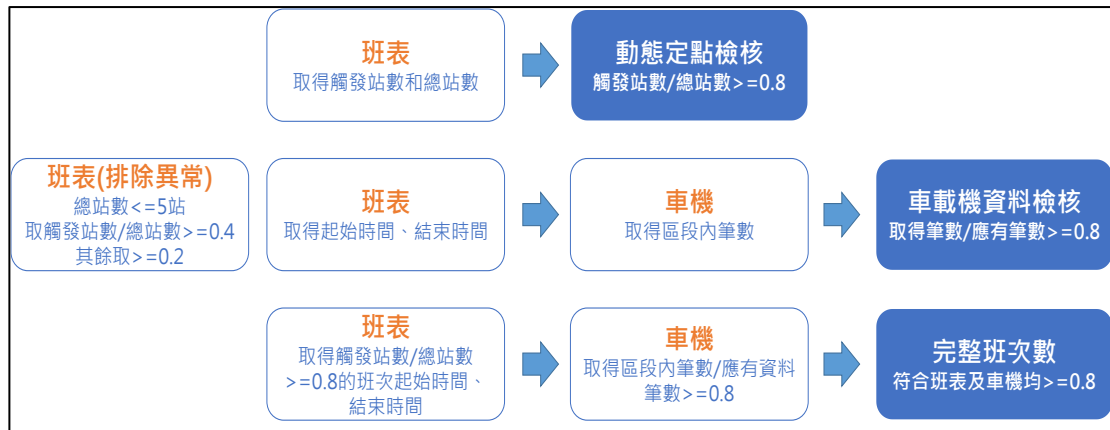 班表
取得觸發站數和總站數
動態定點檢核
觸發站數/總站數>=0.8
班表(排除異常)
總站數<=5站
取觸發站數/總站數>=0.4
其餘取>=0.2
班表
取得起始時間、結束時間
車機
取得區段內筆數
車載機資料檢核
取得筆數/應有筆數>=0.8
班表
取得觸發站數/總站數
>=0.8的班次起始時間、
結束時間
車機
取得區段內筆數/應有資料
筆數>=0.8
完整班次數
符合班表及車機均>=0.8